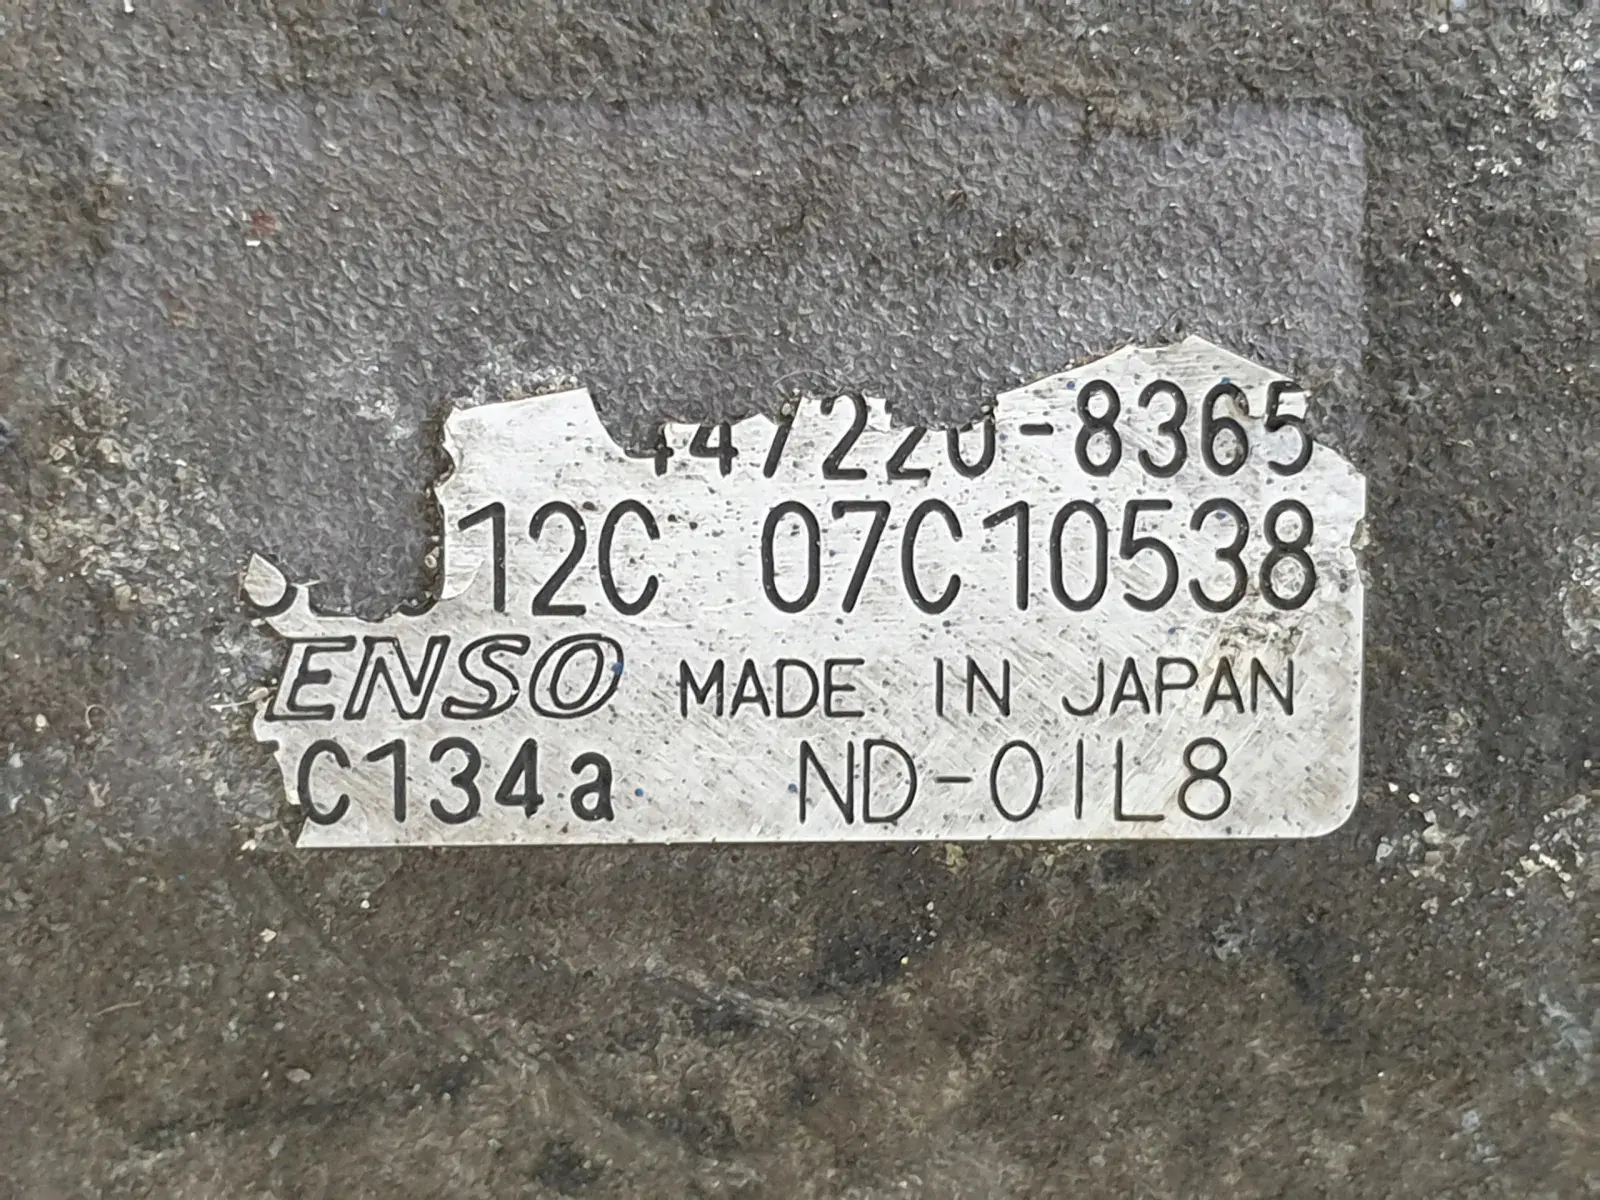 447220-8365
12C 07C10538
ENSO MADE IN JAPAN
C134a ND-OIL8